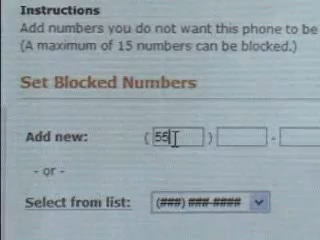 Instructions
Add numbers you do not want this phone to be
(A maximum of 15 numbers can be blocked.)
Set Blocked Numbers
Add new: ( 55 ) -
- or -
Select from list: (###) ###-####